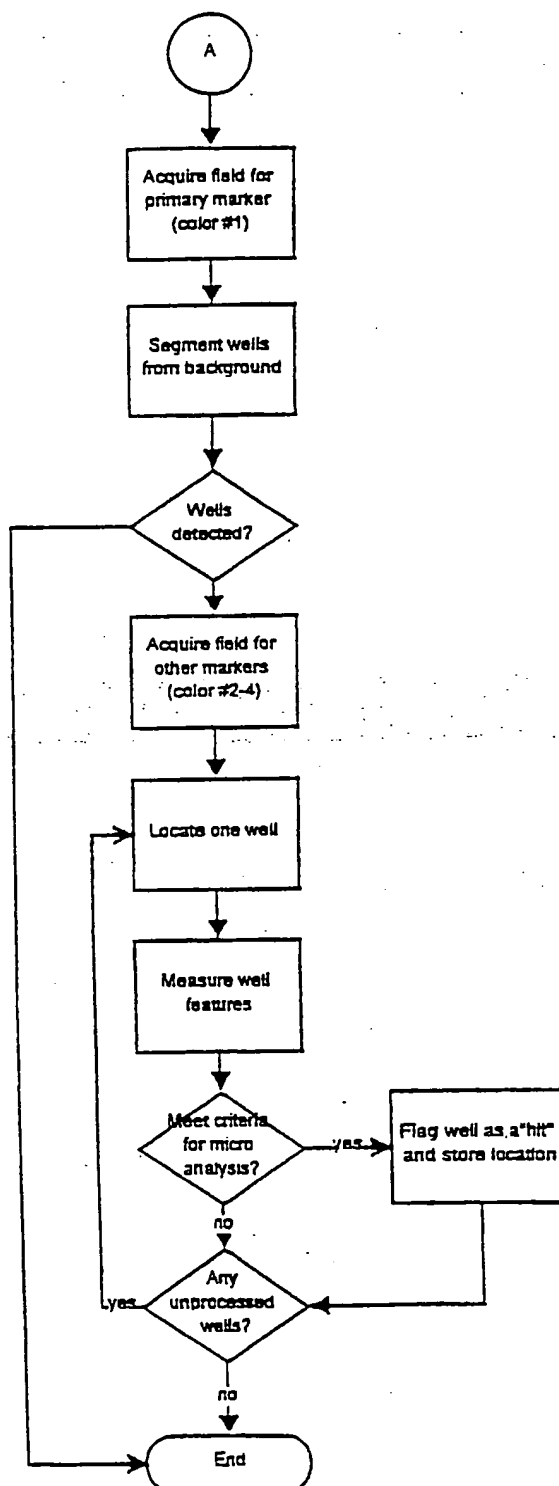 A
Acquire field for
primary marker
(color #1)
Segment wells
from background
Wells
detected?
Acquire field for
other markers
(color #2-4)
Locate one well
Measure well
features
Meet criteria
for micro
analysis?
yes
Flag well as a "hit"
and store location
no
Any
unprocessed
wells?
yes
no
End